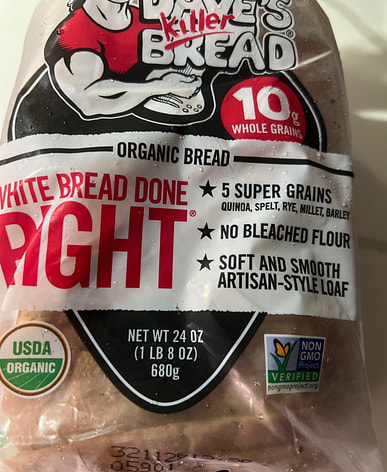 DAVE'S
Killer
BREAD®
10g
WHOLE GRAINS
ORGANIC BREAD
WHITE BREAD DONE
RIGHT®
★ 5 SUPER GRAINS
QUINOA, SPELT, RYE, MILLET, BARLEY
★ NO BLEACHED FLOUR
★ SOFT AND SMOOTH
ARTISAN-STYLE LOAF
NET WT 24 OZ
(1 LB 8 OZ)
680g
USDA
ORGANIC
NON
GMO
Project
VERIFIED
nongmoproject.org